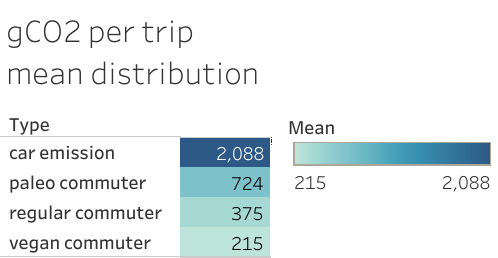 gCO2 per trip
mean distribution
Type
car emission 2,088
paleo commuter 724
regular commuter 375
vegan commuter 215
Mean
215 2,088